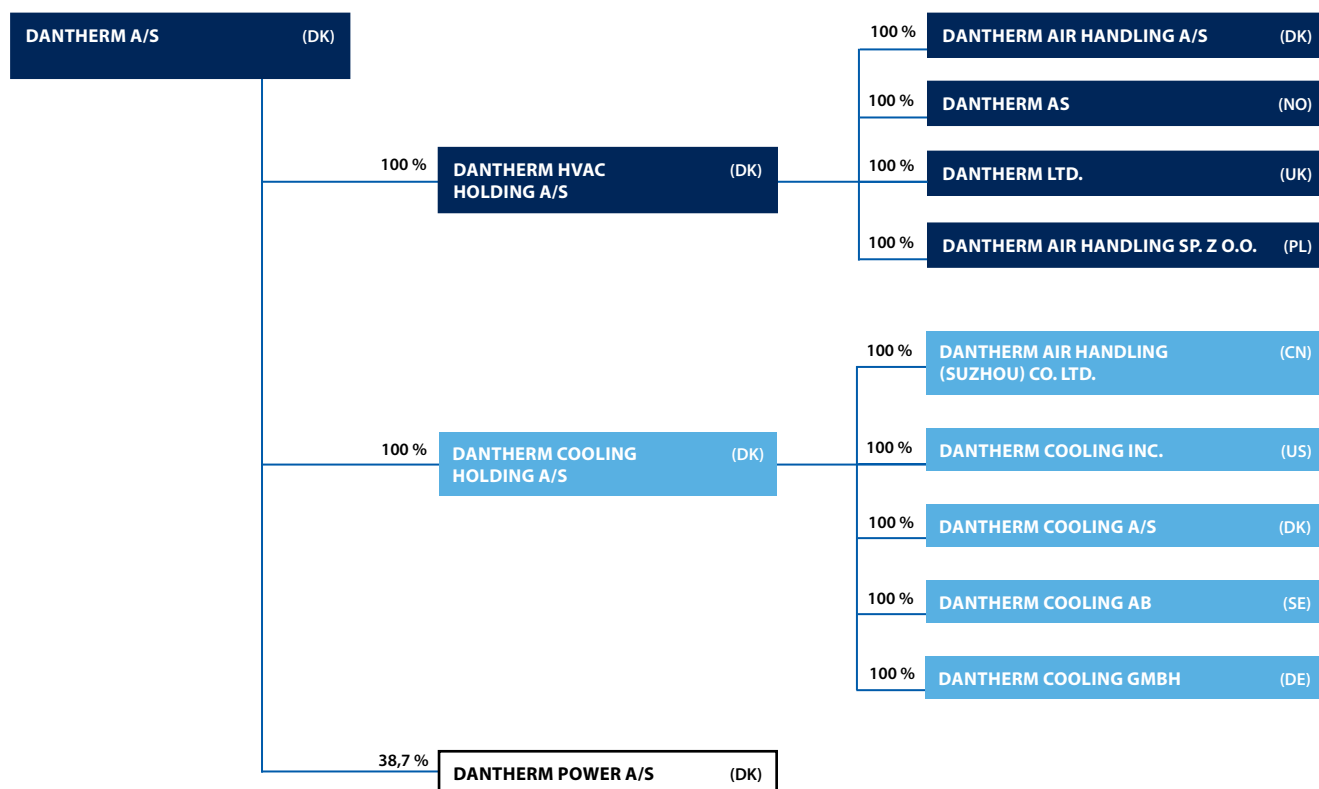 DANTHERM A/S (DK)
100 % DANTHERM HVAC (DK)
HOLDING A/S
100 % DANTHERM AIR HANDLING A/S (DK)
100 % DANTHERM AS (NO)
100 % DANTHERM LTD. (UK)
100 % DANTHERM AIR HANDLING SP. Z O.O. (PL)
100 % DANTHERM COOLING (DK)
HOLDING A/S
100 % DANTHERM AIR HANDLING (CN)
(SUZHOU) CO. LTD.
100 % DANTHERM COOLING INC. (US)
100 % DANTHERM COOLING A/S (DK)
100 % DANTHERM COOLING AB (SE)
100 % DANTHERM COOLING GMBH (DE)
38,7 % DANTHERM POWER A/S (DK)